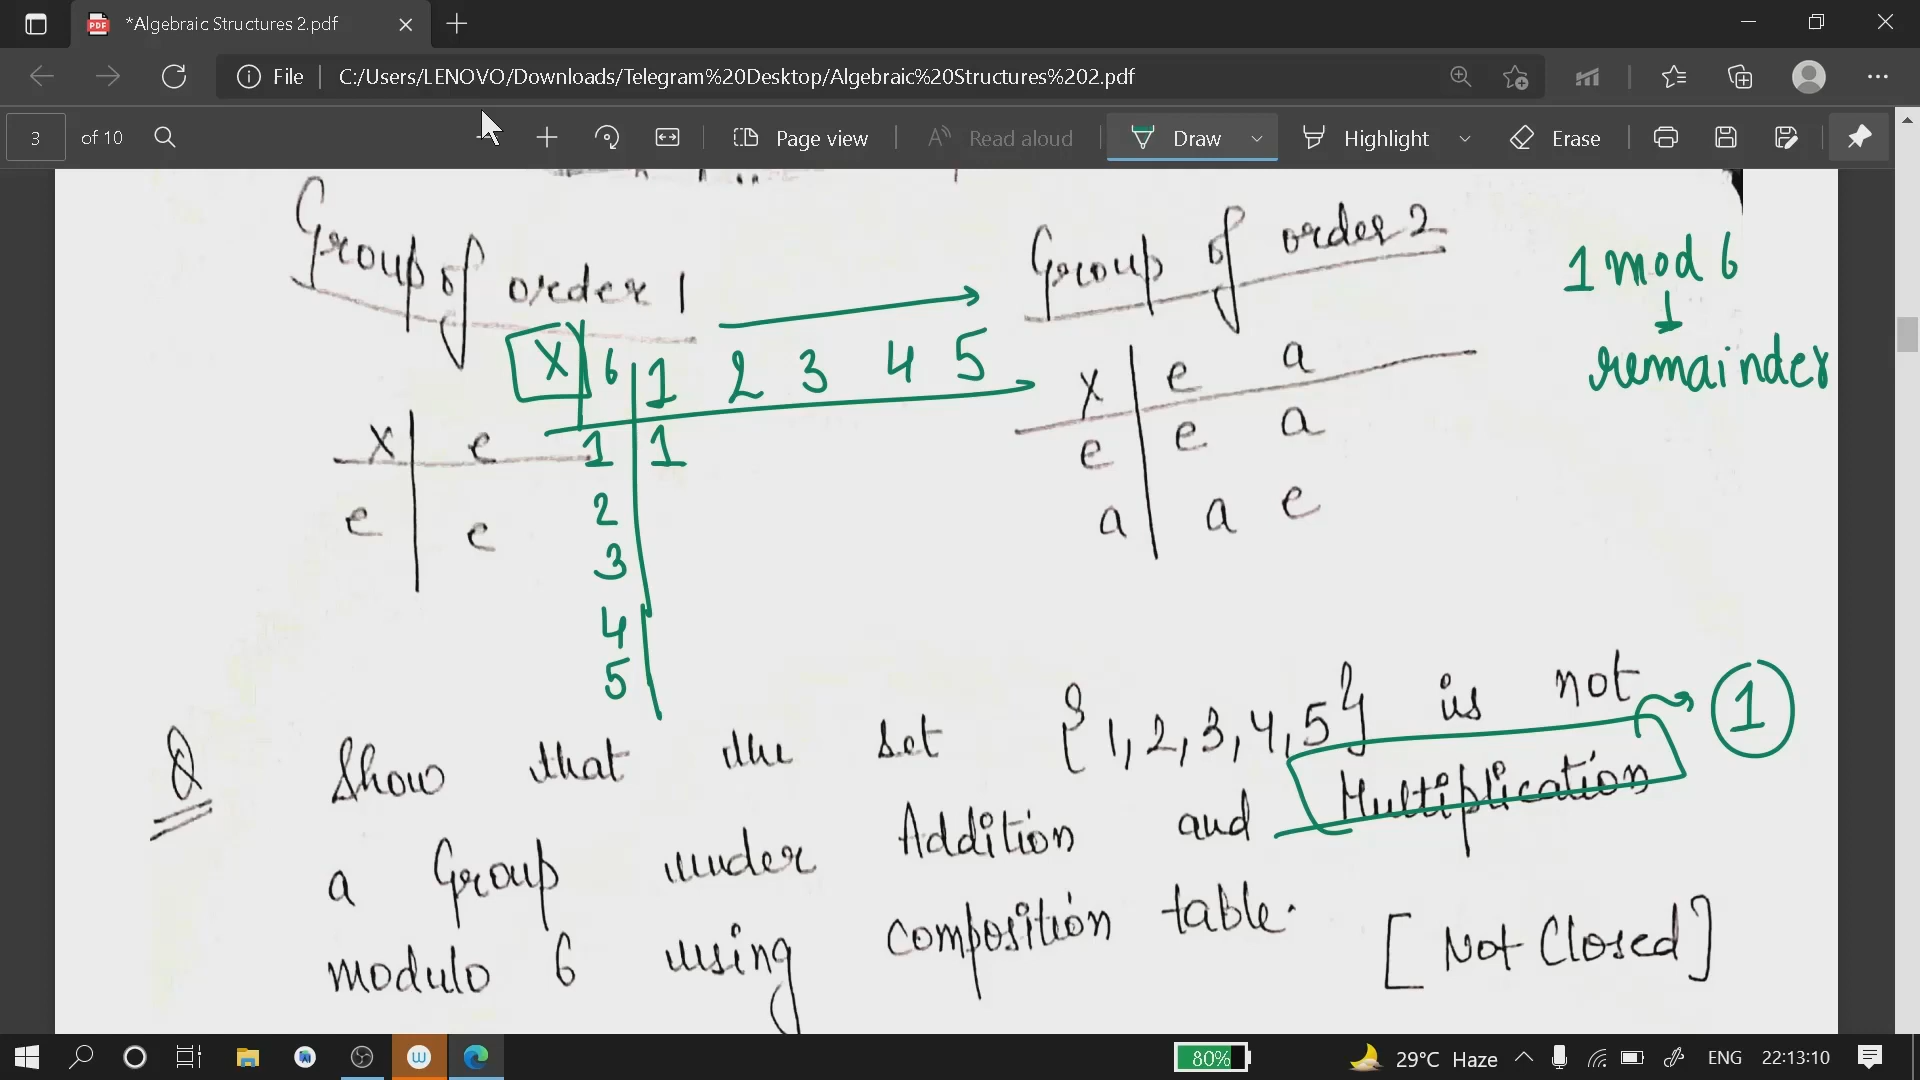 *Algebraic Structures 2.pdf
File C:/Users/LENOVO/Downloads/Telegram%20Desktop/Algebraic%20Structures%202.pdf
3 of 10 Page view Read aloud Draw Highlight Erase
Group of order 1
Group of order 2
1 mod 6
remainder
X 6 1 2 3 4 5
1 1
2
3
4
5
X e
e e
X e a
e e a
a a e
Q Show that the set {1, 2, 3, 4, 5} is not 1
a Group under Addition and Multiplication
modulo 6 using composition table.
[Not Closed]
80% 29°C Haze ENG 22:13:10